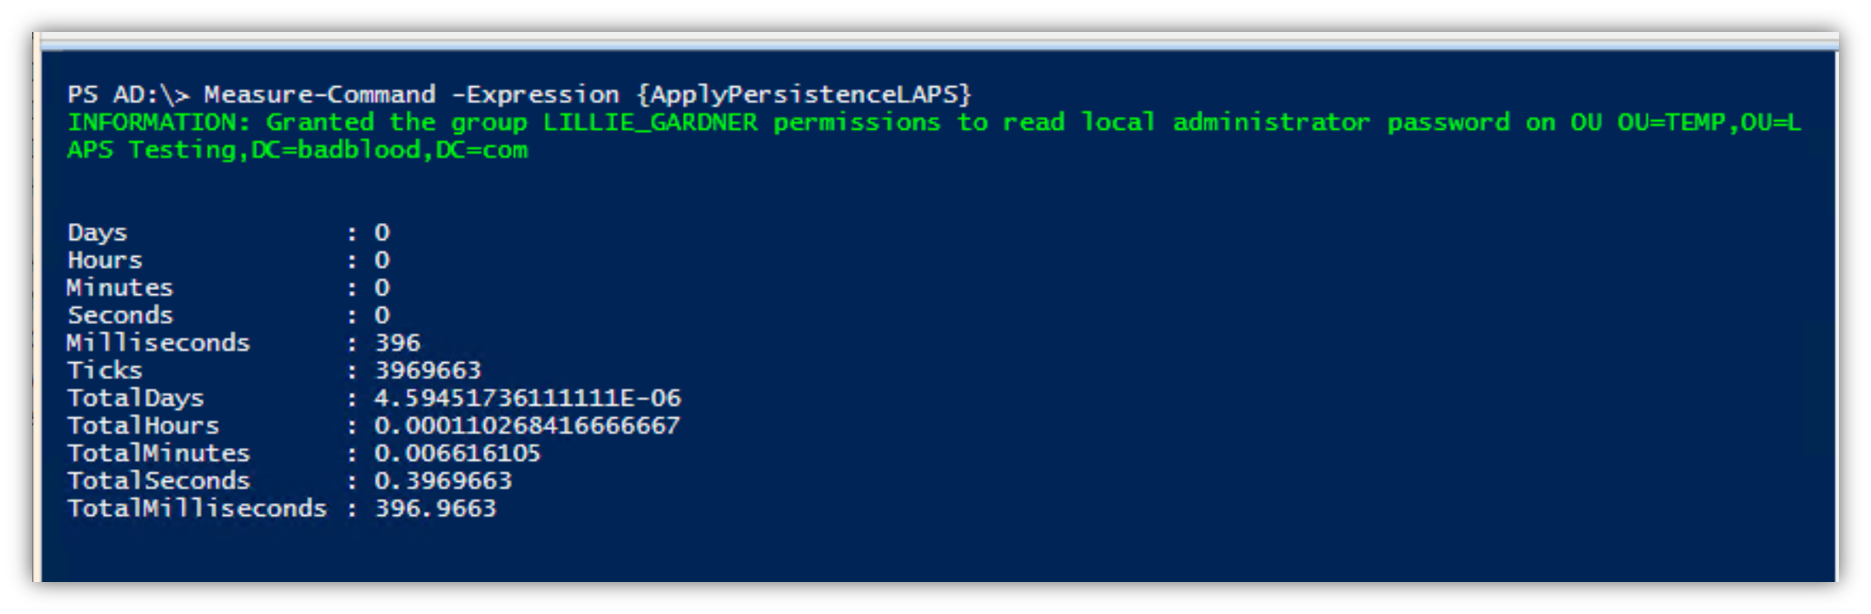 PS AD:\> Measure-Command -Expression {ApplyPersistenceLAPS}
INFORMATION: Granted the group LILLIE_GARDNER permissions to read local administrator password on OU OU=TEMP,OU=L
APS Testing,DC=badblood,DC=com
Days : 0
Hours : 0
Minutes : 0
Seconds : 0
Milliseconds : 396
Ticks : 3969663
TotalDays : 4.59451736111111E-06
TotalHours : 0.000110268416666667
TotalMinutes : 0.006616105
TotalSeconds : 0.3969663
TotalMilliseconds : 396.9663